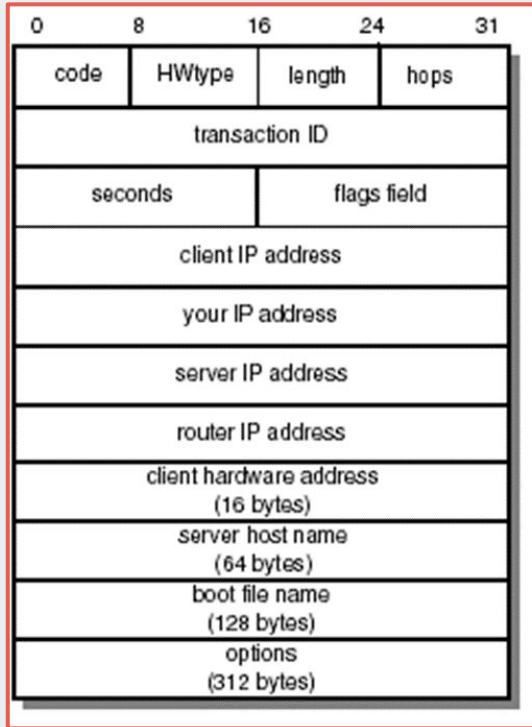 0 8 16 24 31
code HWtype length hops
transaction ID
seconds flags field
client IP address
your IP address
server IP address
router IP address
client hardware address
(16 bytes)
server host name
(64 bytes)
boot file name
(128 bytes)
options
(312 bytes)